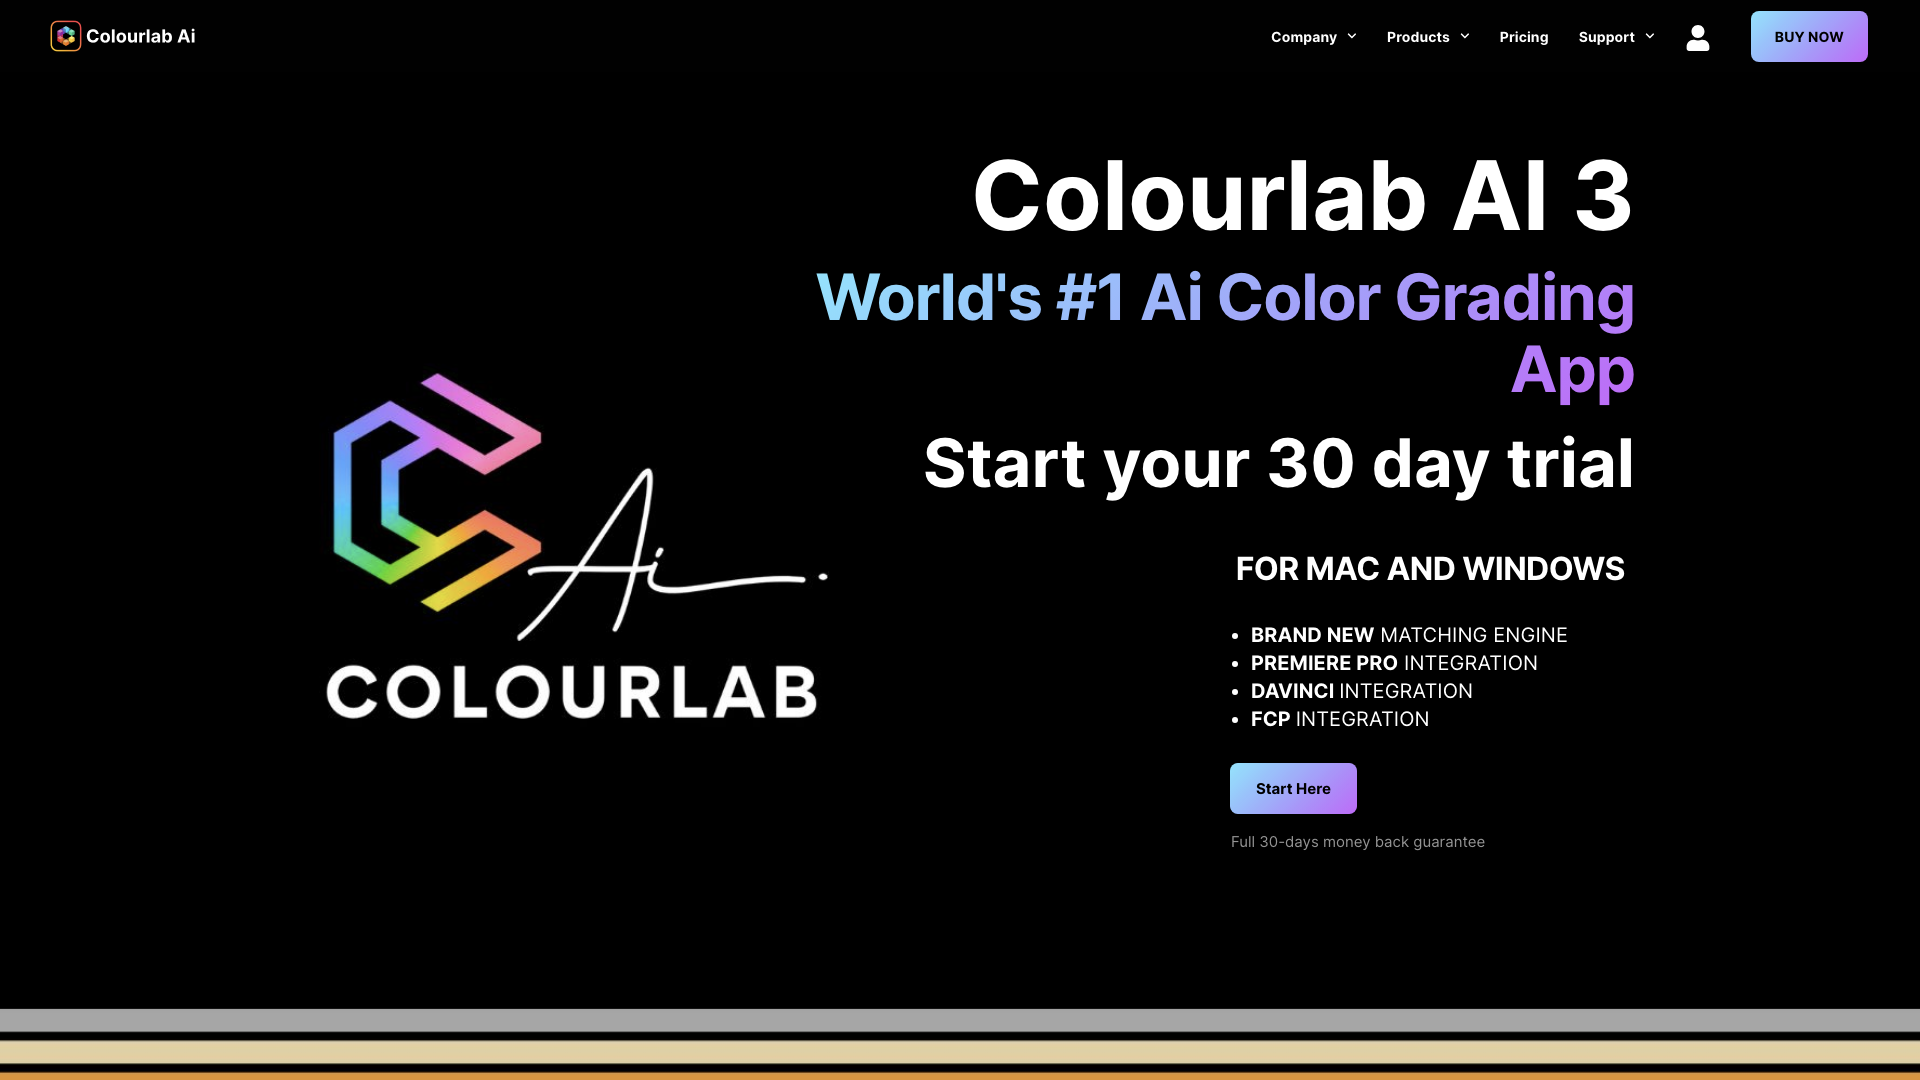 Colourlab Ai
Company
Products
Pricing
Support
BUY NOW
Colourlab AI 3
World's #1 Ai Color Grading
App
Start your 30 day trial
Ai
COLOURLAB
FOR MAC AND WINDOWS
• BRAND NEW MATCHING ENGINE
• PREMIERE PRO INTEGRATION
• DAVINCI INTEGRATION
• FCP INTEGRATION
Start Here
Full 30-days money back guarantee